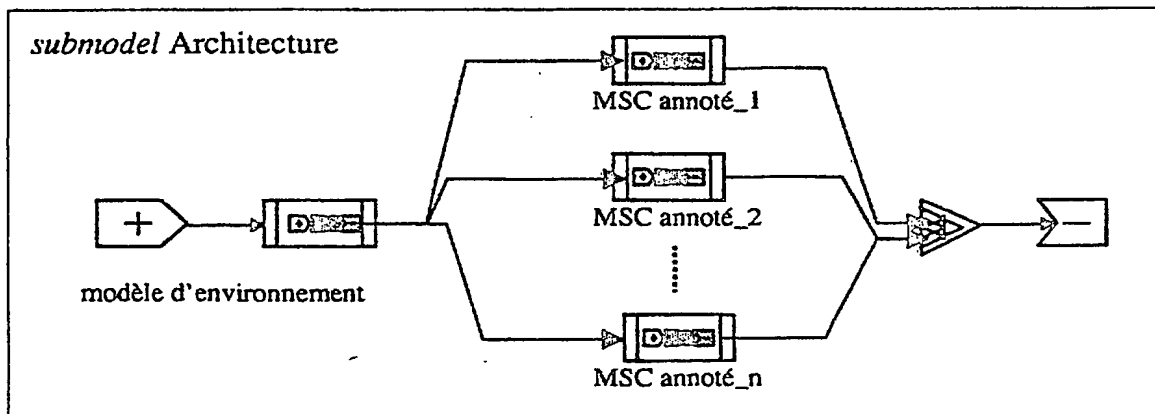 submodel Architecture
MSC annoté_1
MSC annoté_2
modèle d'environnement
MSC annoté_n